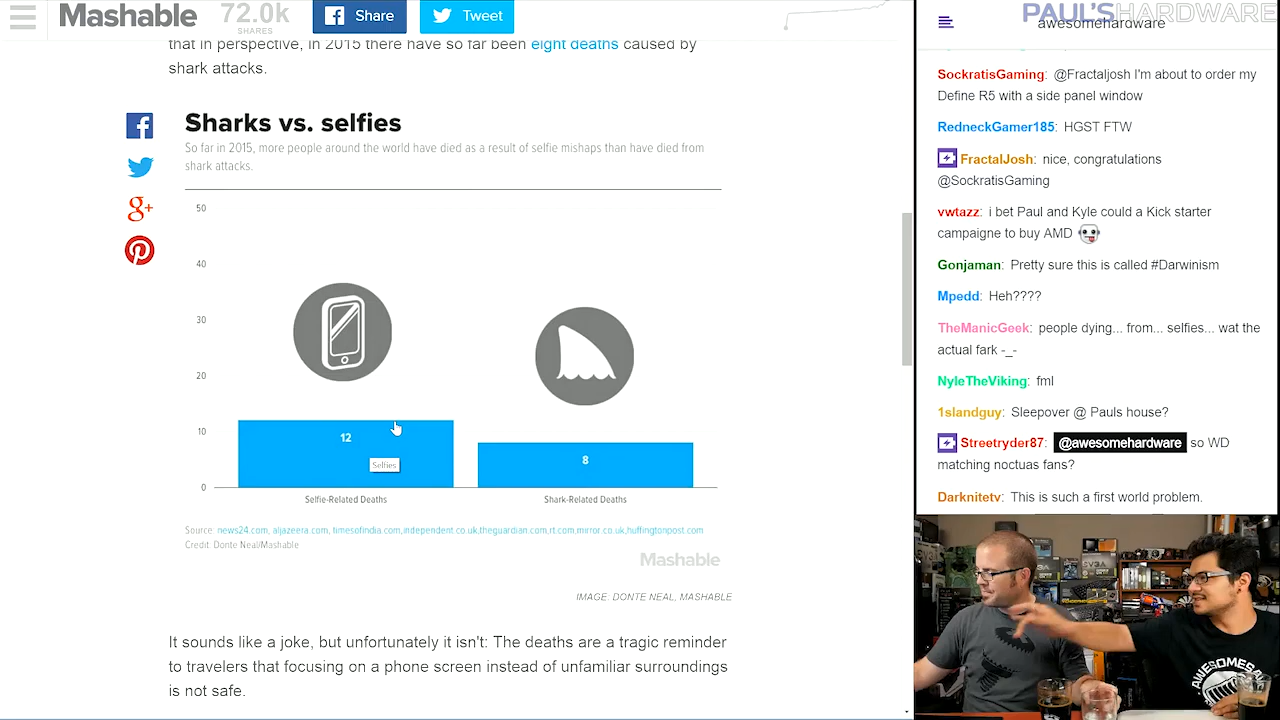 Mashable
72.0k
SHARES
Share
Tweet
that in perspective, in 2015 there have so far been eight deaths caused by
shark attacks.
Sharks vs. selfies
So far in 2015, more people around the world have died as a result of selfie mishaps than have died from
shark attacks.
50
40
30
20
10
0
12
Selfies
8
Selfie-Related Deaths
Shark-Related Deaths
Source: news24.com, aljazeera.com, timesofindia.com,independent.co.uk,theguardian.com,rt.com,mirror.co.uk,huffingtonpost.com
Credit: Donte Neal/Mashable
Mashable
IMAGE: DONTE NEAL, MASHABLE
It sounds like a joke, but unfortunately it isn't: The deaths are a tragic reminder
to travelers that focusing on a phone screen instead of unfamiliar surroundings
is not safe.
PAUL'SHARDWARE
awesomehardware
SockratisGaming: @Fractaljosh I'm about to order my
Define R5 with a side panel window
RedneckGamer185: HGST FTW
FractalJosh: nice, congratulations
@SockratisGaming
vwtazz: i bet Paul and Kyle could a Kick starter
campaigne to buy AMD
Gonjaman: Pretty sure this is called #Darwinism
Mpedd: Heh????
TheManicGeek: people dying... from... selfies... wat the
actual fark -_-
NyleTheViking: fml
1slandguy: Sleepover @ Pauls house?
Streetryder87: @awesomehardware so WD
matching noctuas fans?
Darknitetv: This is such a first world problem.
EVGA
AWESOMESAUCE